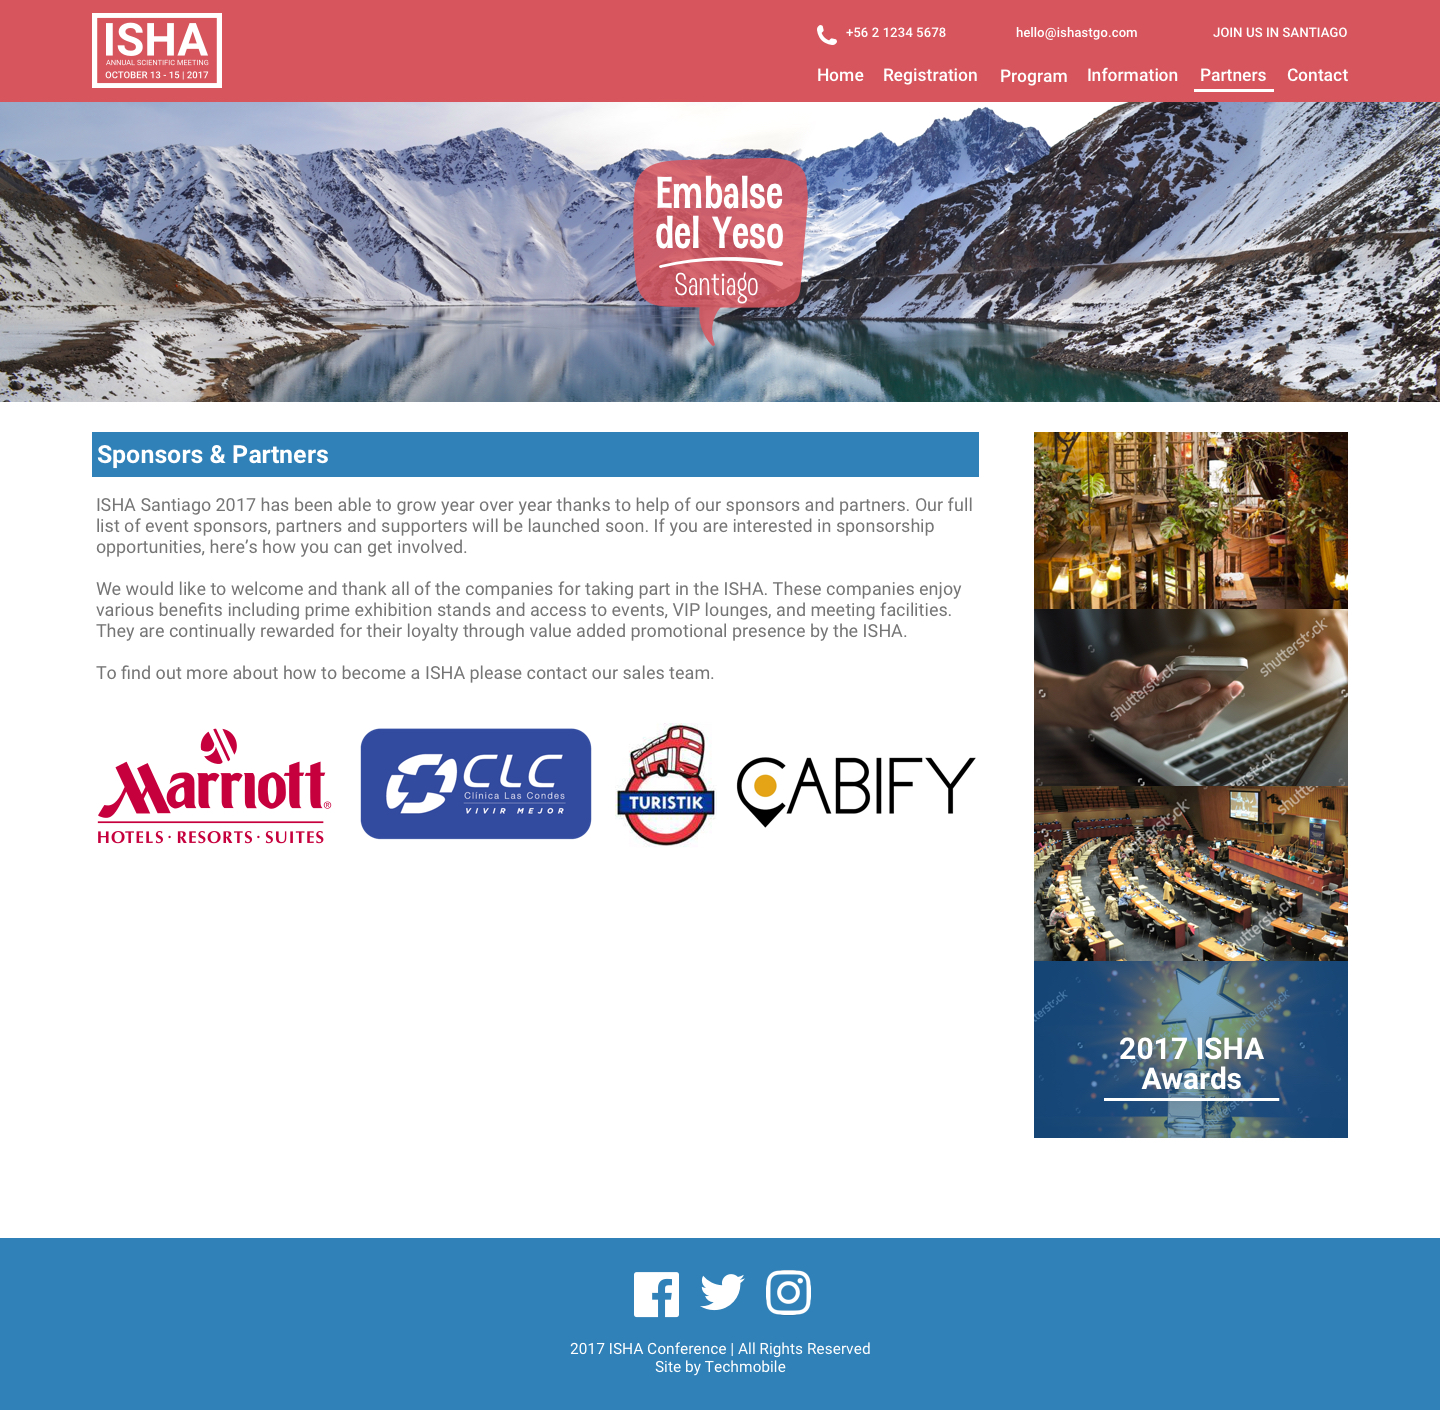 ISHA
ANNUAL SCIENTIFIC MEETING
OCTOBER 13 - 15 | 2017
+56 2 1234 5678
hello@ishastgo.com
JOIN US IN SANTIAGO
Home
Registration
Program
Information
Partners
Contact
Embalse
del Yeso
Santiago
Sponsors & Partners
ISHA Santiago 2017 has been able to grow year over year thanks to help of our sponsors and partners. Our full
list of event sponsors, partners and supporters will be launched soon. If you are interested in sponsorship
opportunities, here’s how you can get involved.
We would like to welcome and thank all of the companies for taking part in the ISHA. These companies enjoy
various benefits including prime exhibition stands and access to events, VIP lounges, and meeting facilities.
They are continually rewarded for their loyalty through value added promotional presence by the ISHA.
To find out more about how to become a ISHA please contact our sales team.
Marriott®
HOTELS · RESORTS · SUITES
CLC
Clínica Las Condes
VIVIR MEJOR
TURISTIK
CABIFY
shutterstock
shutterstock
shutterstock
shutterstock
2017 ISHA
Awards
2017 ISHA Conference | All Rights Reserved
Site by Techmobile